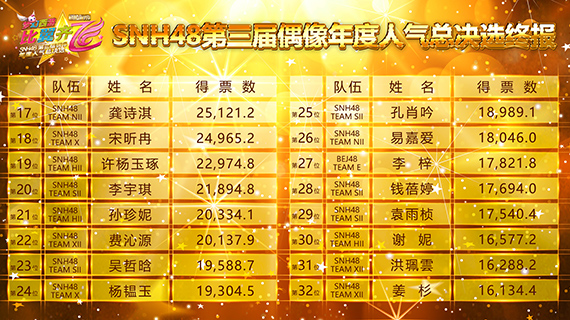 比翼齐飞
SNH48第三届偶像年度人气总决选终报
队伍 姓名 得票数
第17位 SNH48 TEAM NII 龚诗淇 25,121.2
第18位 SNH48 TEAM X 宋昕冉 24,965.2
第19位 SNH48 TEAM HII 许杨玉琢 22,974.8
第20位 SNH48 TEAM SII 李宇琪 21,894.8
第21位 SNH48 TEAM HII 孙珍妮 20,334.1
第22位 SNH48 TEAM XII 费沁源 20,137.9
第23位 SNH48 TEAM SII 吴哲晗 19,588.7
第24位 SNH48 TEAM X 杨韫玉 19,304.5
队伍 姓名 得票数
第25位 SNH48 TEAM SII 孔肖吟 18,989.1
第26位 SNH48 TEAM NII 易嘉爱 18,046.0
第27位 BEJ48 TEAM E 李梓 17,821.8
第28位 SNH48 TEAM SII 钱蓓婷 17,694.0
第29位 SNH48 TEAM SII 袁雨桢 17,540.4
第30位 SNH48 TEAM HII 谢妮 16,577.2
第31位 SNH48 TEAM XII 洪珮雲 16,288.2
第32位 SNH48 TEAM XII 姜杉 16,134.4